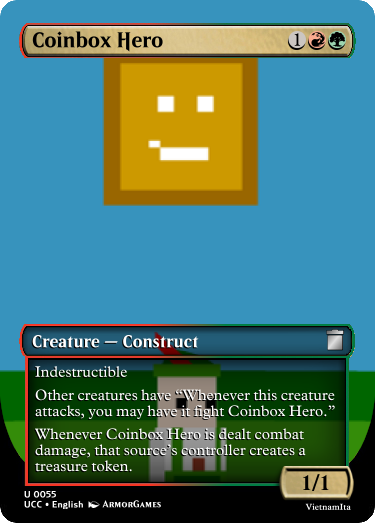 Coinbox Hero 1
Creature — Construct
Indestructible
Other creatures have “Whenever this creature
attacks, you may have it fight Coinbox Hero.”
Whenever Coinbox Hero is dealt combat
damage, that source's controller creates a
treasure token.
1/1
U 0055
UCC • English ArmorGames
VietnamIta